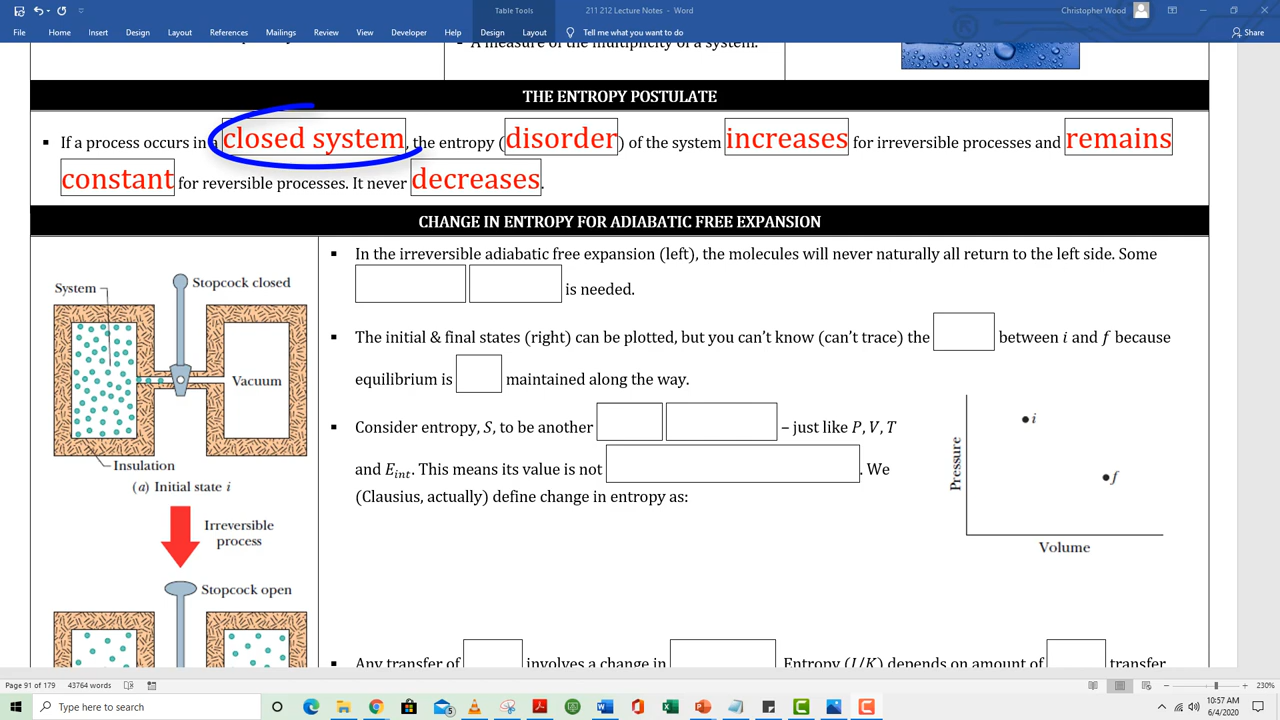 Table Tools
211 212 Lecture Notes - Word
Christopher Wood
File Home Insert Design Layout References Mailings Review View Developer Help Design Layout Tell me what you want to do Share
A measure of the multiplicity of a system.
THE ENTROPY POSTULATE
▪ If a process occurs in a closed system, the entropy (disorder) of the system increases for irreversible processes and remains
constant for reversible processes. It never decreases.
CHANGE IN ENTROPY FOR ADIABATIC FREE EXPANSION
System
Stopcock closed
Vacuum
Insulation
(a) Initial state i
Irreversible
process
Stopcock open
▪ In the irreversible adiabatic free expansion (left), the molecules will never naturally all return to the left side. Some
is needed.
▪ The initial & final states (right) can be plotted, but you can't know (can't trace) the between i and f because
equilibrium is maintained along the way.
▪ Consider entropy, S, to be another – just like P, V, T
and E_int. This means its value is not . We
(Clausius, actually) define change in entropy as:
Pressure
i
f
Volume
Any transfer of involves a change in Entropy (J/K) depends on amount of transfer
Page 91 of 179 43764 words 230%
Type here to search
10:57 AM
6/4/2020